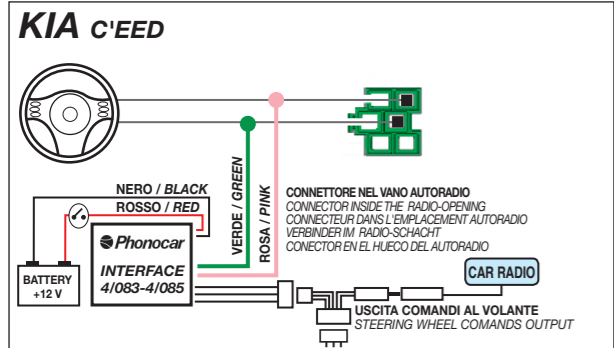 KIA C'EED
NERO / BLACK
ROSSO / RED
VERDE / GREEN
ROSA / PINK
CONNETTORE NEL VANO AUTORADIO
CONNECTOR INSIDE THE RADIO-OPENING
CONNECTEUR DANS L'EMPLACEMENT AUTORADIO
VERBINDER IM RADIO-SCHACHT
CONECTOR EN EL HUECO DEL AUTORADIO
Phonocar
INTERFACE
4/083-4/085
BATTERY
+12 V
CAR RADIO
USCITA COMANDI AL VOLANTE
STEERING WHEEL COMANDS OUTPUT